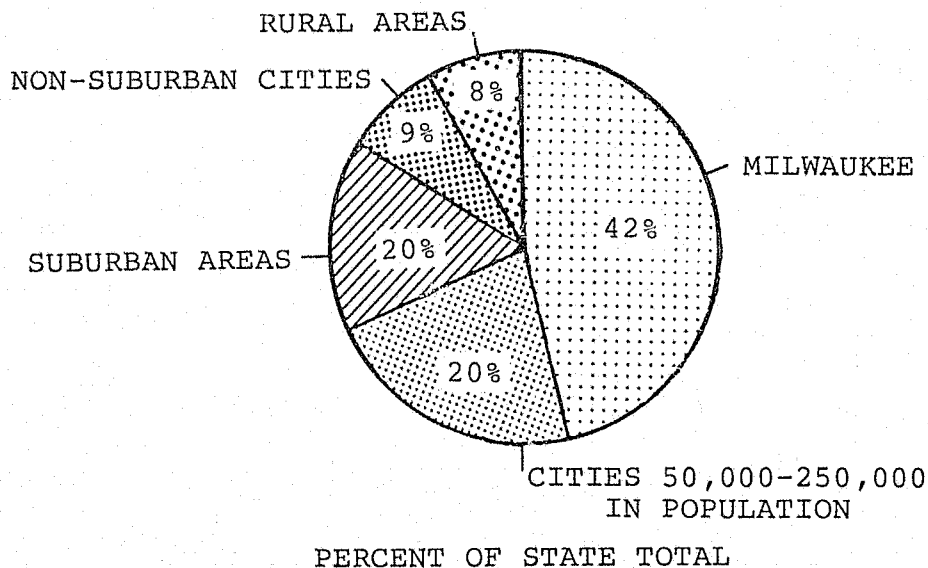 RURAL AREAS
NON-SUBURBAN CITIES
8%
9%
MILWAUKEE
42%
SUBURBAN AREAS
20%
20%
CITIES 50,000-250,000
IN POPULATION
PERCENT OF STATE TOTAL